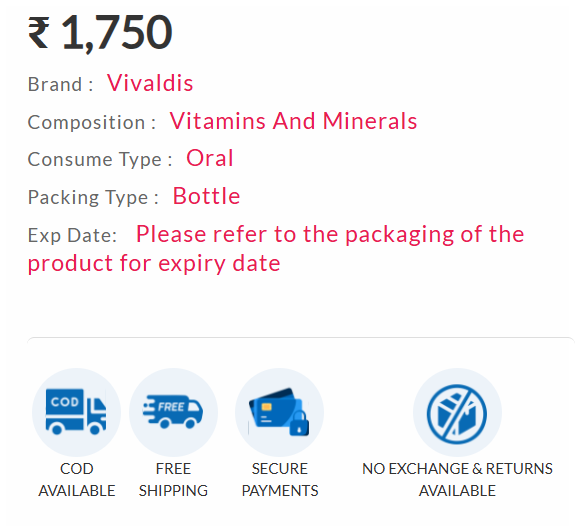 ₹ 1,750
Brand : Vivaldis
Composition : Vitamins And Minerals
Consume Type : Oral
Packing Type : Bottle
Exp Date: Please refer to the packaging of the
product for expiry date
COD
FREE
COD
AVAILABLE
FREE
SHIPPING
SECURE
PAYMENTS
NO EXCHANGE & RETURNS
AVAILABLE